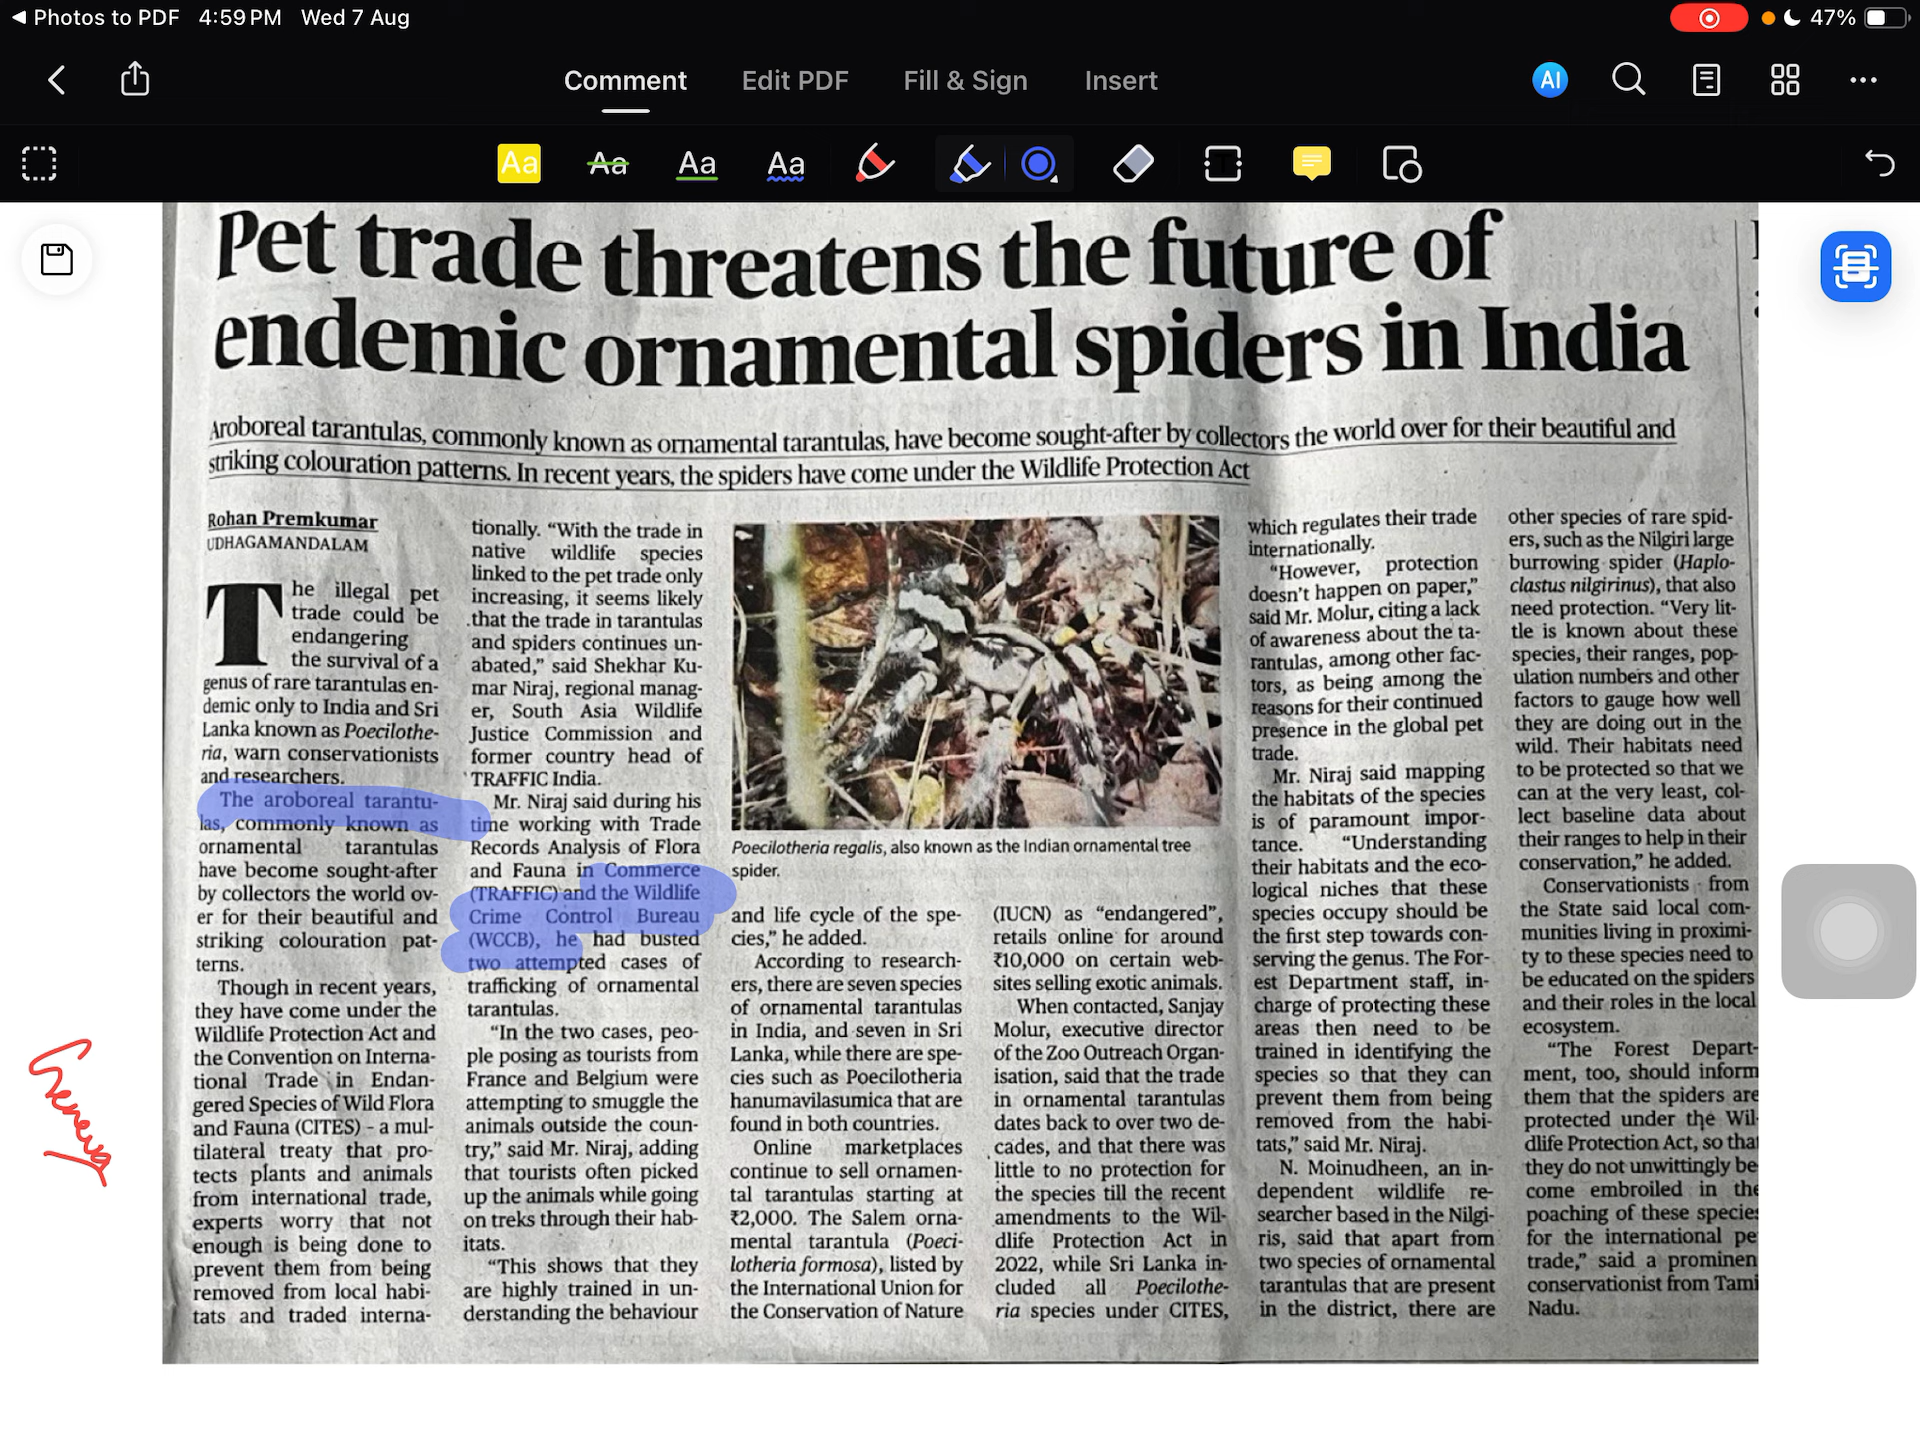 Photos to PDF 4:59 PM Wed 7 Aug
47%
Comment
Edit PDF
Fill & Sign
Insert
AI
Aa
Aa
Aa
Aa
T
Pet trade threatens the future of
endemic ornamental spiders in India
Aroboreal tarantulas, commonly known as ornamental tarantulas, have become sought-after by collectors the world over for their beautiful and
striking colouration patterns. In recent years, the spiders have come under the Wildlife Protection Act
Rohan Premkumar
UDHAGAMANDALAM
The illegal pet
trade could be
endangering
the survival of a
genus of rare tarantulas en-
demic only to India and Sri
Lanka known as Poecilothe-
ria, warn conservationists
and researchers.
The aroboreal tarantu-
las, commonly known as
ornamental tarantulas
have become sought-after
by collectors the world ov-
er for their beautiful and
striking colouration pat-
terns.
Though in recent years,
they have come under the
Wildlife Protection Act and
the Convention on Interna-
tional Trade in Endan-
gered Species of Wild Flora
and Fauna (CITES) - a mul-
tilateral treaty that pro-
tects plants and animals
from international trade,
experts worry that not
enough is being done to
prevent them from being
removed from local habi-
tats and traded interna-
tionally. “With the trade in
native wildlife species
linked to the pet trade only
increasing, it seems likely
that the trade in tarantulas
and spiders continues un-
abated,” said Shekhar Ku-
mar Niraj, regional manag-
er, South Asia Wildlife
Justice Commission and
former country head of
TRAFFIC India.
Mr. Niraj said during his
time working with Trade
Records Analysis of Flora
and Fauna in Commerce
(TRAFFIC) and the Wildlife
Crime Control Bureau
(WCCB), he had busted
two attempted cases of
trafficking of ornamental
tarantulas.
“In the two cases, peo-
ple posing as tourists from
France and Belgium were
attempting to smuggle the
animals outside the coun-
try,” said Mr. Niraj, adding
that tourists often picked
up the animals while going
on treks through their hab-
itats.
“This shows that they
are highly trained in un-
derstanding the behaviour
Poecilotheria regalis, also known as the Indian ornamental tree
spider.
and life cycle of the spe-
cies,” he added.
According to research-
ers, there are seven species
of ornamental tarantulas
in India, and seven in Sri
Lanka, while there are spe-
cies such as Poecilotheria
hanumavilasumica that are
found in both countries.
Online marketplaces
continue to sell ornamen-
tal tarantulas starting at
₹2,000. The Salem orna-
mental tarantula (Poeci-
lotheria formosa), listed by
the International Union for
the Conservation of Nature
(IUCN) as “endangered”,
retails online for around
₹10,000 on certain web-
sites selling exotic animals.
When contacted, Sanjay
Molur, executive director
of the Zoo Outreach Organ-
isation, said that the trade
in ornamental tarantulas
dates back to over two de-
cades, and that there was
little to no protection for
the species till the recent
amendments to the Wil-
dlife Protection Act in
2022, while Sri Lanka in-
cluded all Poecilothe-
ria species under CITES,
which regulates their trade
internationally.
“However, protection
doesn’t happen on paper,”
said Mr. Molur, citing a lack
of awareness about the ta-
rantulas, among other fac-
tors, as being among the
reasons for their continued
presence in the global pet
trade.
Mr. Niraj said mapping
the habitats of the species
is of paramount impor-
tance. “Understanding
their habitats and the eco-
logical niches that these
species occupy should be
the first step towards con-
serving the genus. The For-
est Department staff, in-
charge of protecting these
areas then need to be
trained in identifying the
species so that they can
prevent them from being
removed from the habi-
tats,” said Mr. Niraj.
N. Moinudheen, an in-
dependent wildlife re-
searcher based in the Nilgi-
ris, said that apart from
two species of ornamental
tarantulas that are present
in the district, there are
other species of rare spid-
ers, such as the Nilgiri large
burrowing spider (Haplo-
clastus nilgirinus), that also
need protection. “Very lit-
tle is known about these
species, their ranges, pop-
ulation numbers and other
factors to gauge how well
they are doing out in the
wild. Their habitats need
to be protected so that we
can at the very least, col-
lect baseline data about
their ranges to help in their
conservation,” he added.
Conservationists from
the State said local com-
munities living in proximi-
ty to these species need to
be educated on the spiders
and their roles in the local
ecosystem.
“The Forest Depart-
ment, too, should inform
them that the spiders are
protected under the Wil-
dlife Protection Act, so that
they do not unwittingly be-
come embroiled in the
poaching of these species
for the international pe
trade,” said a prominen
conservationist from Tami
Nadu.
Geneva